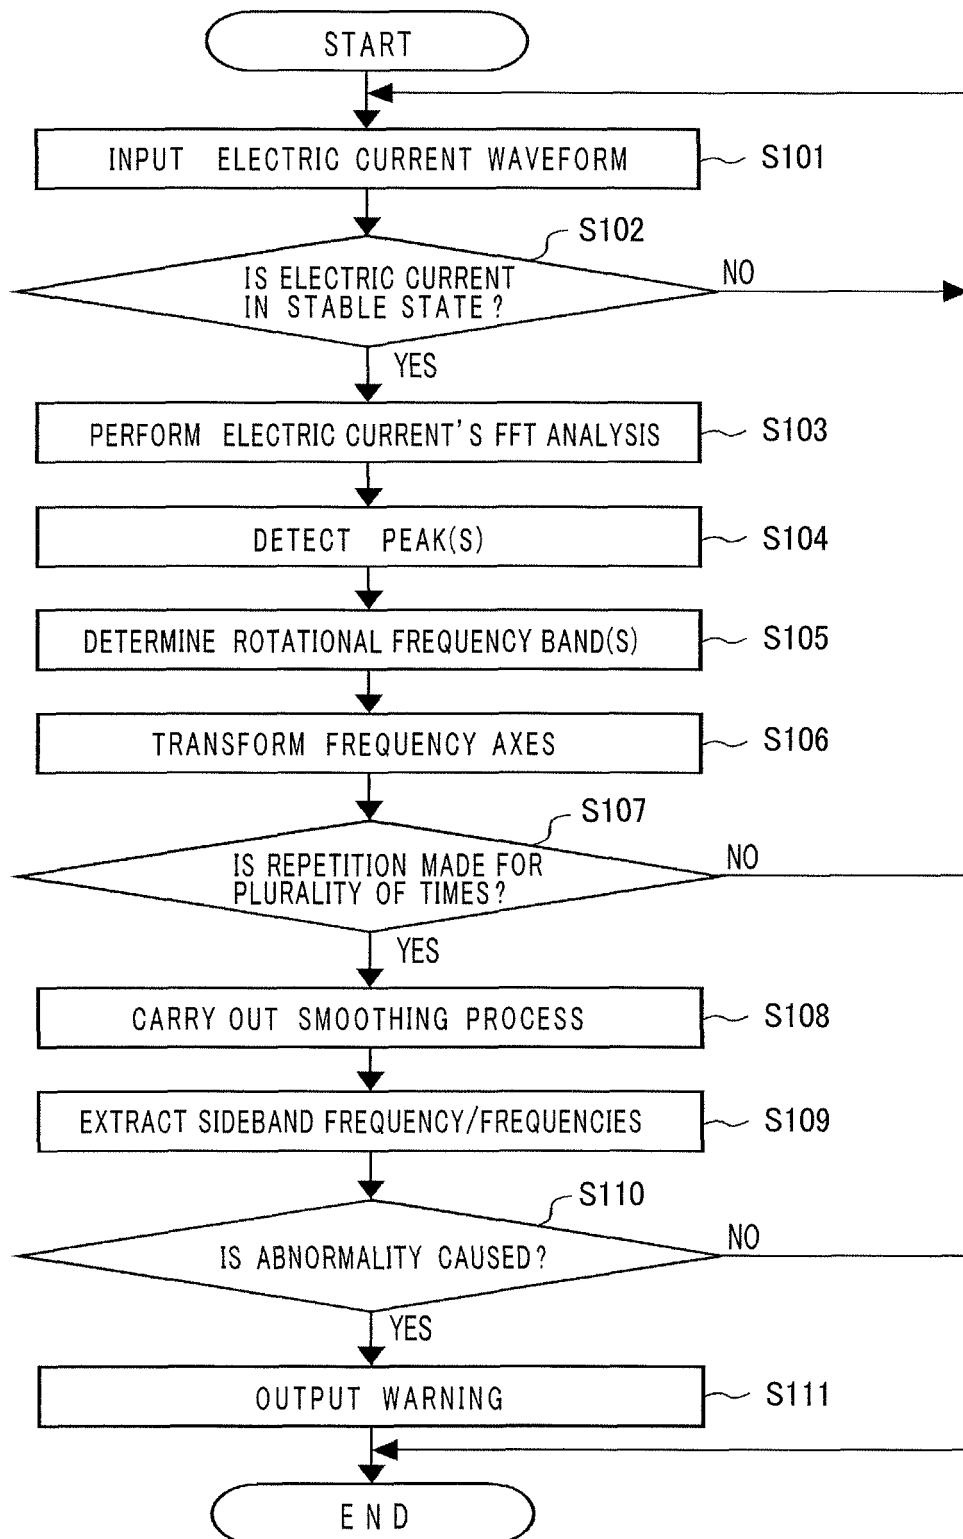 START
INPUT ELECTRIC CURRENT WAVEFORM
S101
S102
IS ELECTRIC CURRENT
IN STABLE STATE?
NO
YES
PERFORM ELECTRIC CURRENT'S FFT ANALYSIS
S103
DETECT PEAK(S)
S104
DETERMINE ROTATIONAL FREQUENCY BAND(S)
S105
TRANSFORM FREQUENCY AXES
S106
S107
IS REPETITION MADE FOR
PLURALITY OF TIMES?
NO
YES
CARRY OUT SMOOTHING PROCESS
S108
EXTRACT SIDEBAND FREQUENCY/FREQUENCIES
S109
S110
IS ABNORMALITY CAUSED?
NO
YES
OUTPUT WARNING
S111
END